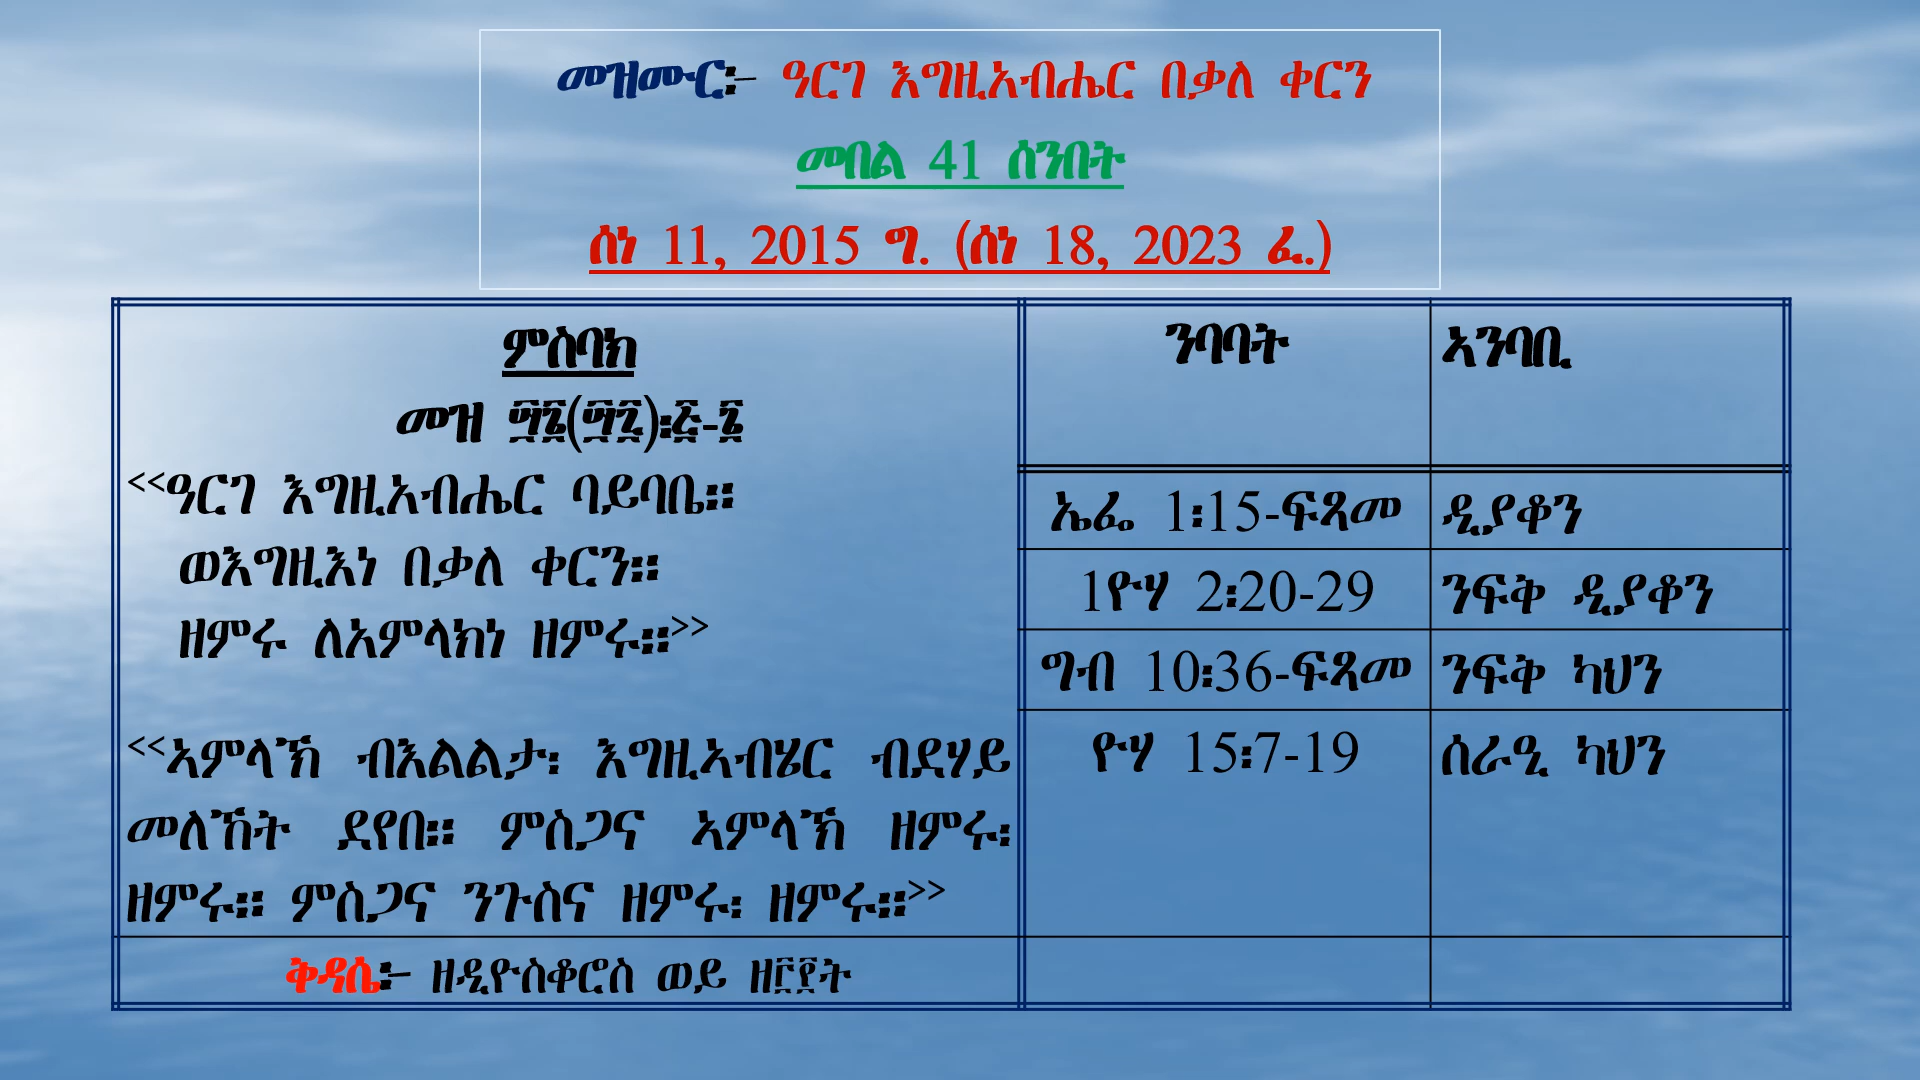 መዝሙር፦ ዓርገ እግዚአብሔር በቃለ ቀርን
መበል 41 ሰንበት
ሰነ 11, 2015 ግ. (ሰነ 18, 2023 ፈ.)
ምስባክ
መዝ ፵፮(፵፯)፡፭-፮
<<ዓርገ እግዚአብሔር ባይባቤ።
ወእግዚእነ በቃለ ቀርን።
ዘምሩ ለአምላክነ ዘምሩ።>>
<<ኣምላኽ ብእልልታ፡ እግዚኣብሄር ብደሃይ
መለኸት ደየበ። ምስጋና ኣምላኽ ዘምሩ፡
ዘምሩ። ምስጋና ንጉስና ዘምሩ፡ ዘምሩ።>>
ቅዳሴ፦ ዘዲዮስቆሮስ ወይ ዘ፫፻ት
ንባባት ኣንባቢ
ኤፌ 1፡15-ፍጻመ ዲያቆን
1ዮሃ 2፡20-29 ንፍቅ ዲያቆን
ግብ 10፡36-ፍጻመ ንፍቅ ካህን
ዮሃ 15፡7-19 ሰራዒ ካህን